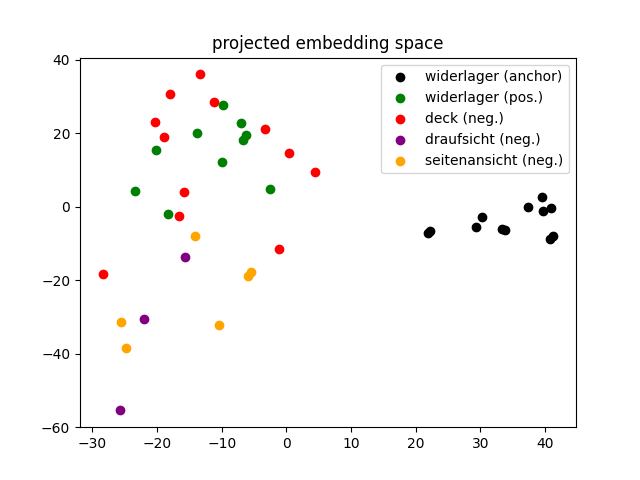 projected embedding space
widerlager (anchor)
widerlager (pos.)
deck (neg.)
draufsicht (neg.)
seitenansicht (neg.)
40
20
0
−20
−40
−60
−30
−20
−10
0
10
20
30
40